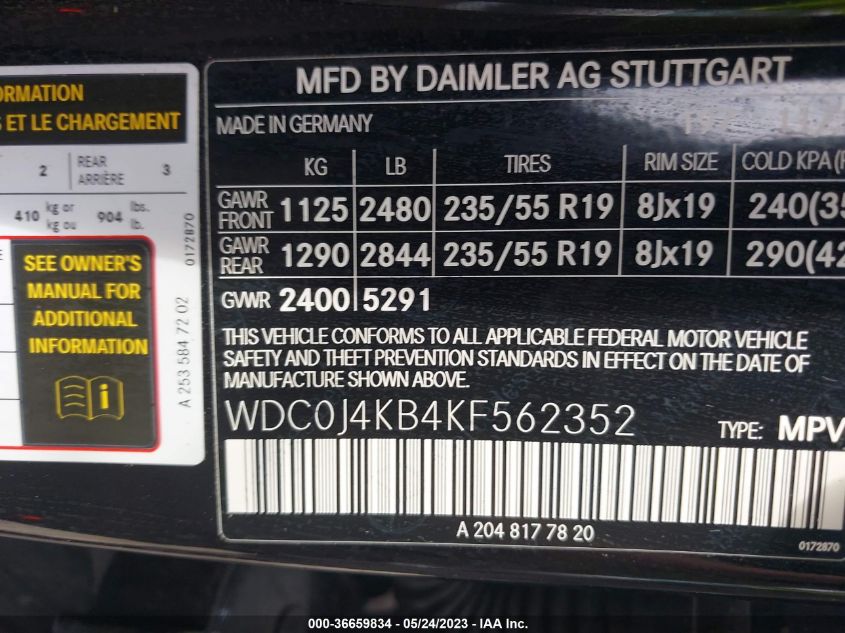 ORMATION
S ET LE CHARGEMENT
2 REAR ARRIÈRE 3
410 kg or kg ou 904 lbs. lb.
0172870
SEE OWNER'S
MANUAL FOR
ADDITIONAL
INFORMATION
A 253 584 72 02
MFD BY DAIMLER AG STUTTGART
MADE IN GERMANY
KG LB TIRES RIM SIZE COLD KPA
GAWR FRONT 1125 2480 235/55 R19 8Jx19 240(35
GAWR REAR 1290 2844 235/55 R19 8Jx19 290(42
GVWR 2400 5291
THIS VEHICLE CONFORMS TO ALL APPLICABLE FEDERAL MOTOR VEHICLE
SAFETY AND THEFT PREVENTION STANDARDS IN EFFECT ON THE DATE OF
MANUFACTURE SHOWN ABOVE.
WDC0J4KB4KF562352 TYPE: MPV
A 204 817 78 20
0172870
000-36659834 - 05/24/2023 - IAA Inc.